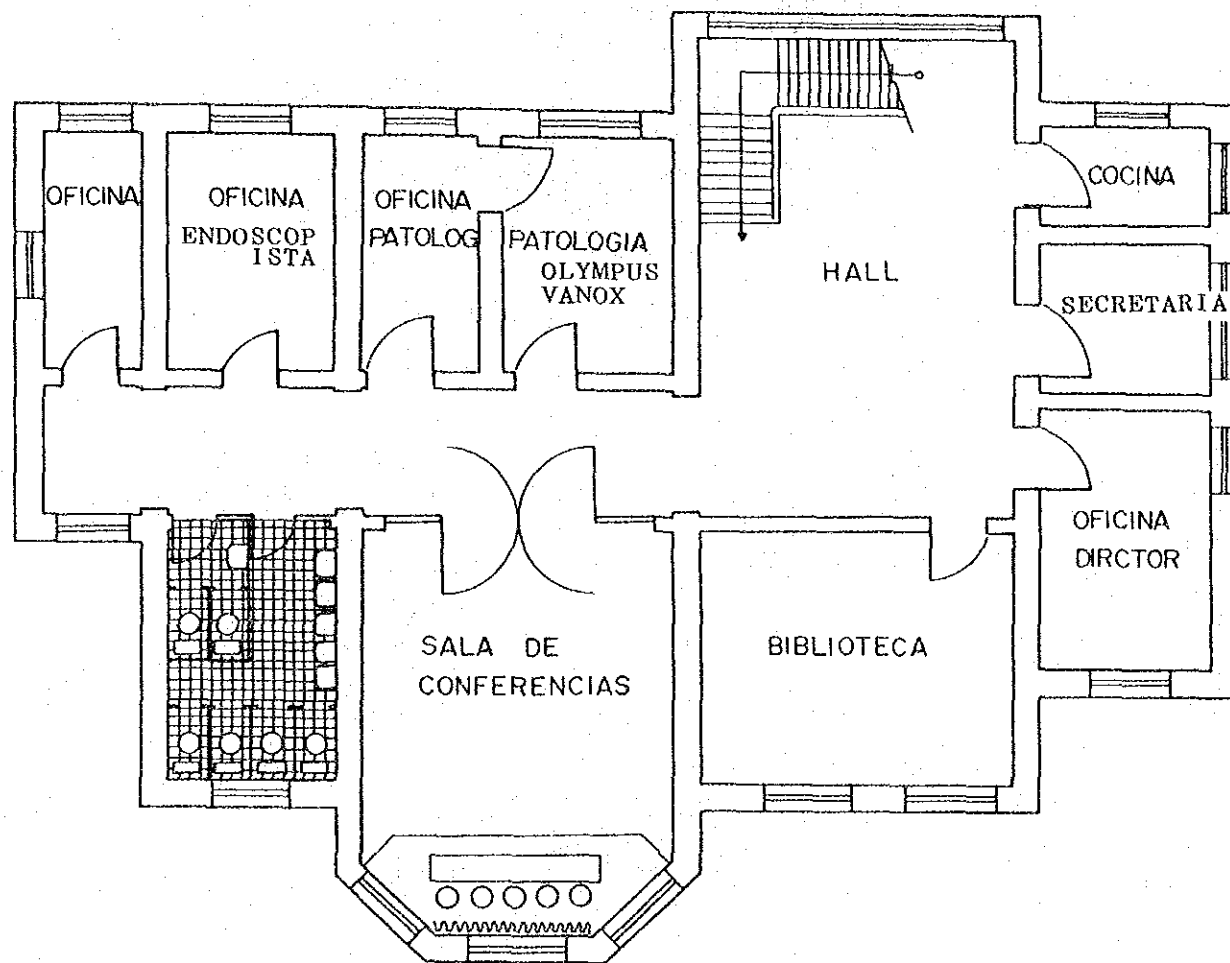 OFICINA
OFICINA
ENDOSCOP
ISTA
OFICINA
PATOLOG
PATOLOGIA
OLYMPUS
VANOX
HALL
COCINA
SECRETARIA
OFICINA
DIRCTOR
SALA DE
CONFERENCIAS
BIBLIOTECA